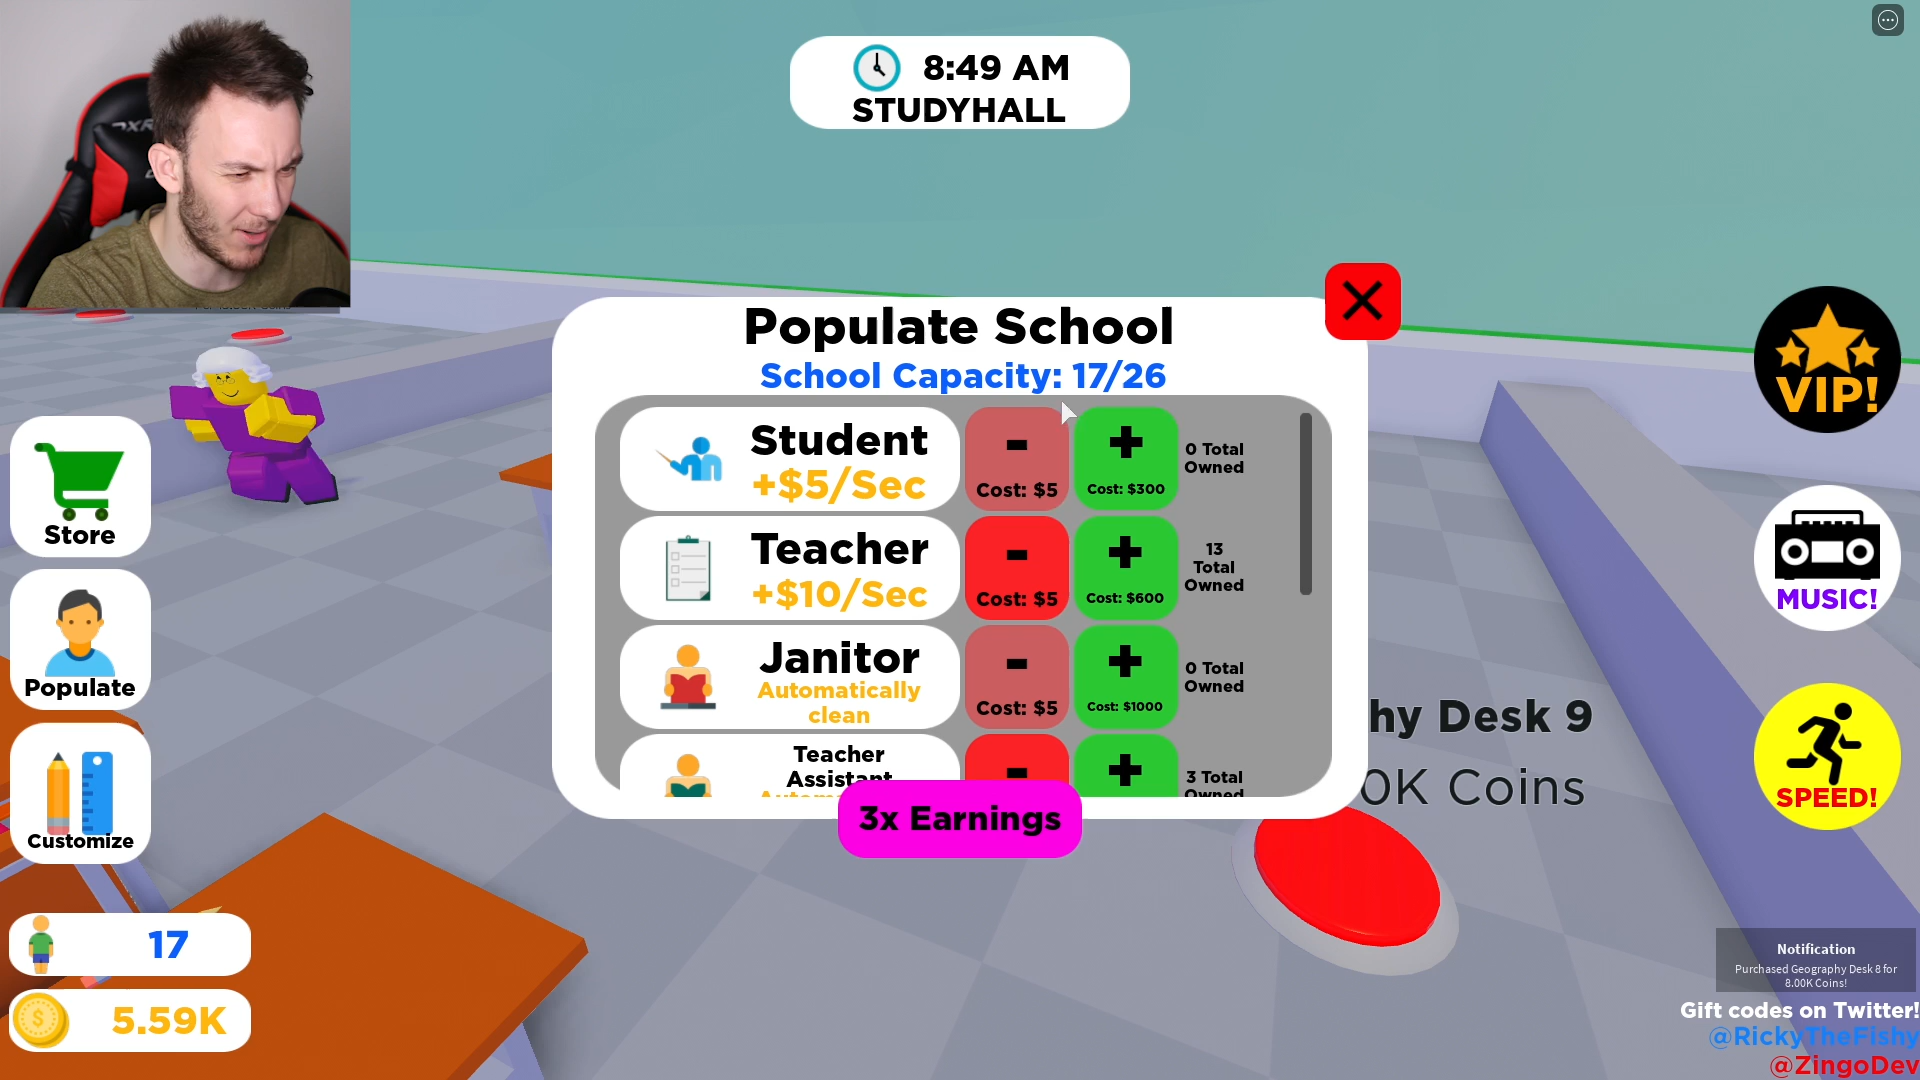 8:49 AM
STUDYHALL
Populate School
School Capacity: 17/26
Student
+$5/Sec
-
Cost: $5
+
Cost: $300
0 Total
Owned
Teacher
+$10/Sec
-
Cost: $5
+
Cost: $600
13
Total
Owned
Janitor
Automatically
clean
-
Cost: $5
+
Cost: $1000
0 Total
Owned
Teacher
Assistant
-
+
3 Total
Owned
3x Earnings
Store
Populate
Customize
17
5.59K
VIP!
MUSIC!
SPEED!
hy Desk 9
0K Coins
Notification
Purchased Geography Desk 8 for
8.00K Coins!
Gift codes on Twitter!
@RickyTheFishy
@ZingoDev